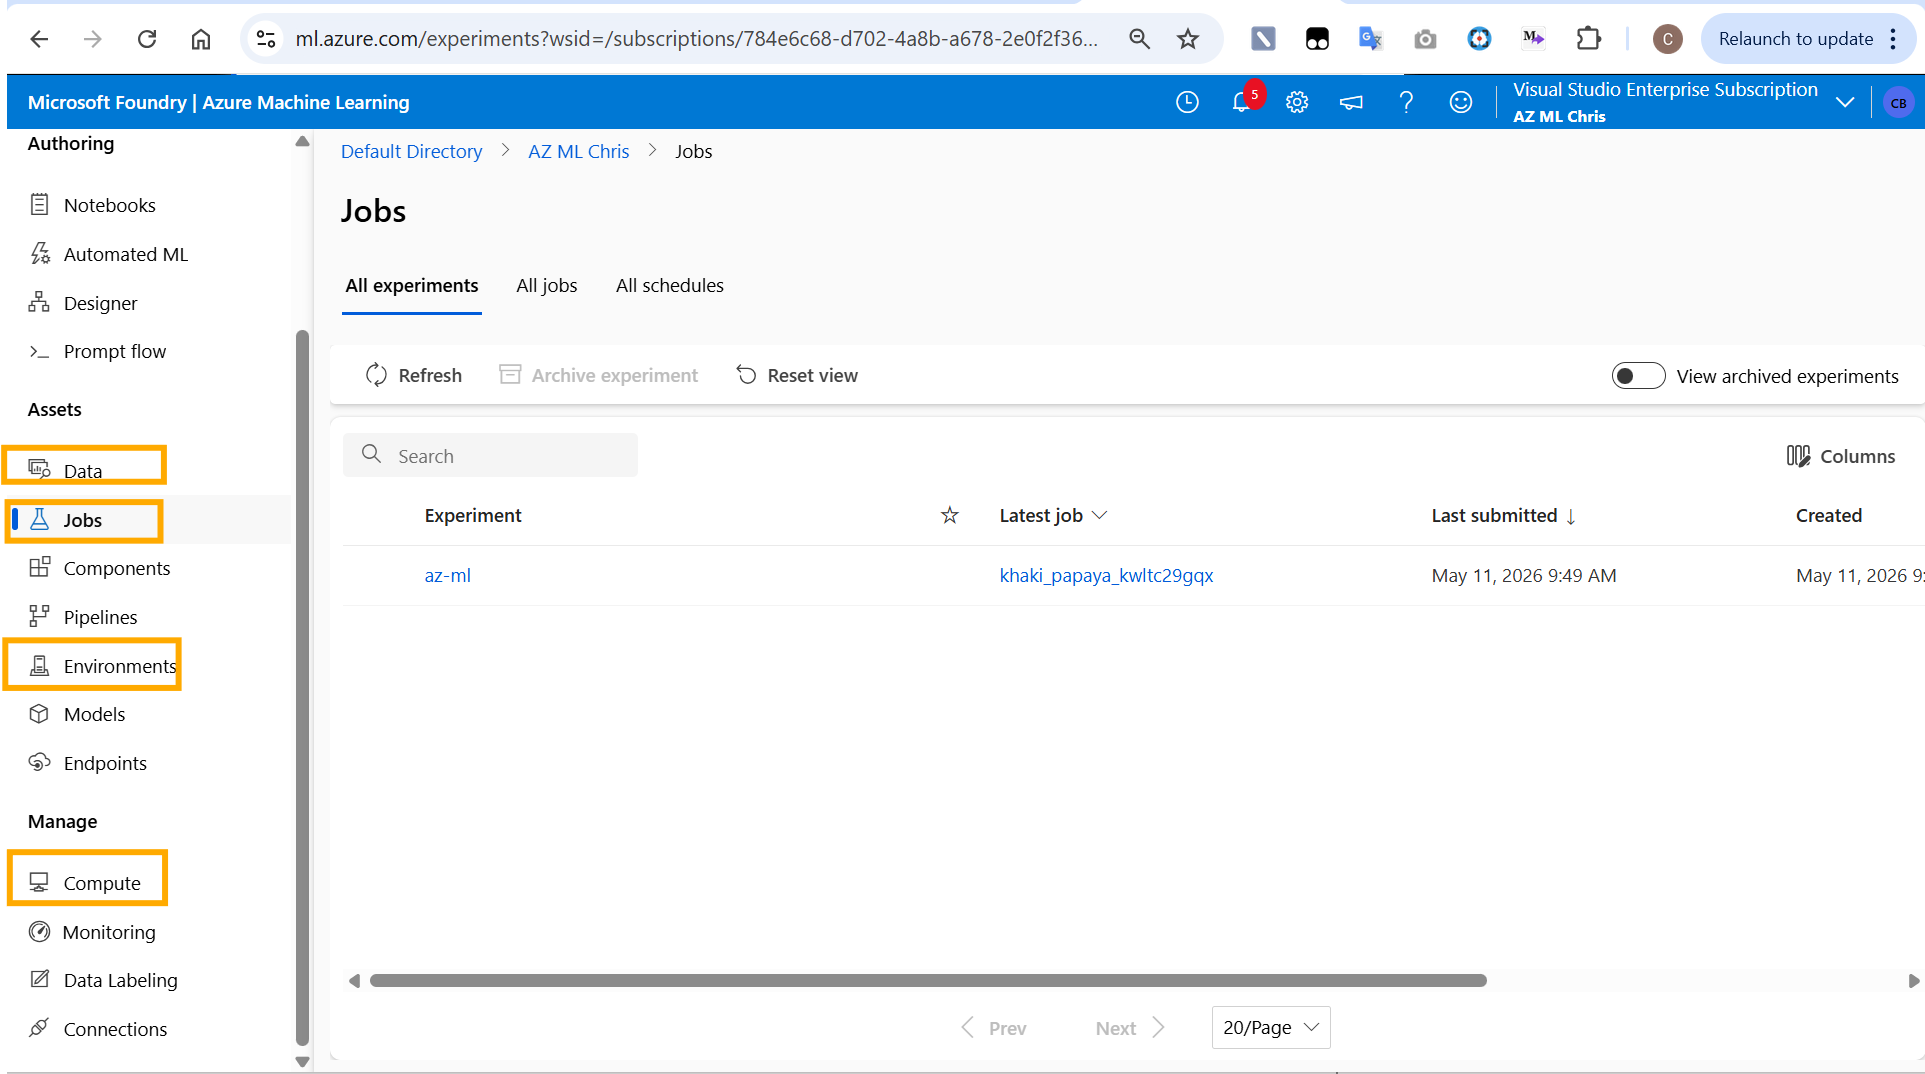 ml.azure.com/experiments?wsid=/subscriptions/784e6c68-d702-4a8b-a678-2e0f2f36...
C
Relaunch to update
Microsoft Foundry | Azure Machine Learning
5
Visual Studio Enterprise Subscription
AZ ML Chris
CB
Authoring
Notebooks
Automated ML
Designer
Prompt flow
Assets
Data
Jobs
Components
Pipelines
Environments
Models
Endpoints
Manage
Compute
Monitoring
Data Labeling
Connections
Default Directory > AZ ML Chris > Jobs
Jobs
All experiments All jobs All schedules
Refresh Archive experiment Reset view View archived experiments
Search Columns
Experiment Latest job Last submitted Created
az-ml khaki_papaya_kwltc29gqx May 11, 2026 9:49 AM May 11, 2026 9:
Prev Next 20/Page